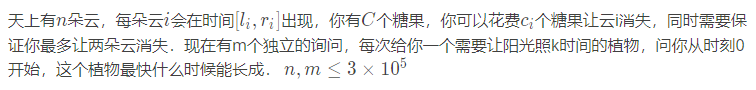 天上有n朵云，每朵云i会在时间[l_i, r_i]出现，你有C个糖果，你可以花费c_i个糖果让云i消失，同时需要保
证你最多让两朵云消失．现在有m个独立的询问，每次给你一个需要让阳光照k时间的植物，问你从时刻0
开始，这个植物最快什么时候能长成． n, m ≤ 3 × 10^5